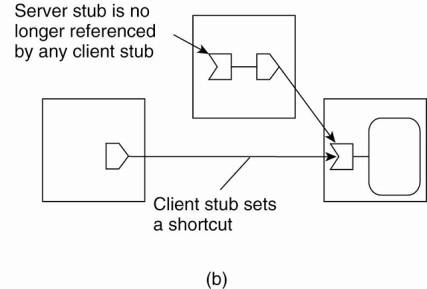 Server stub is no
longer referenced
by any client stub
Client stub sets
a shortcut
(b)